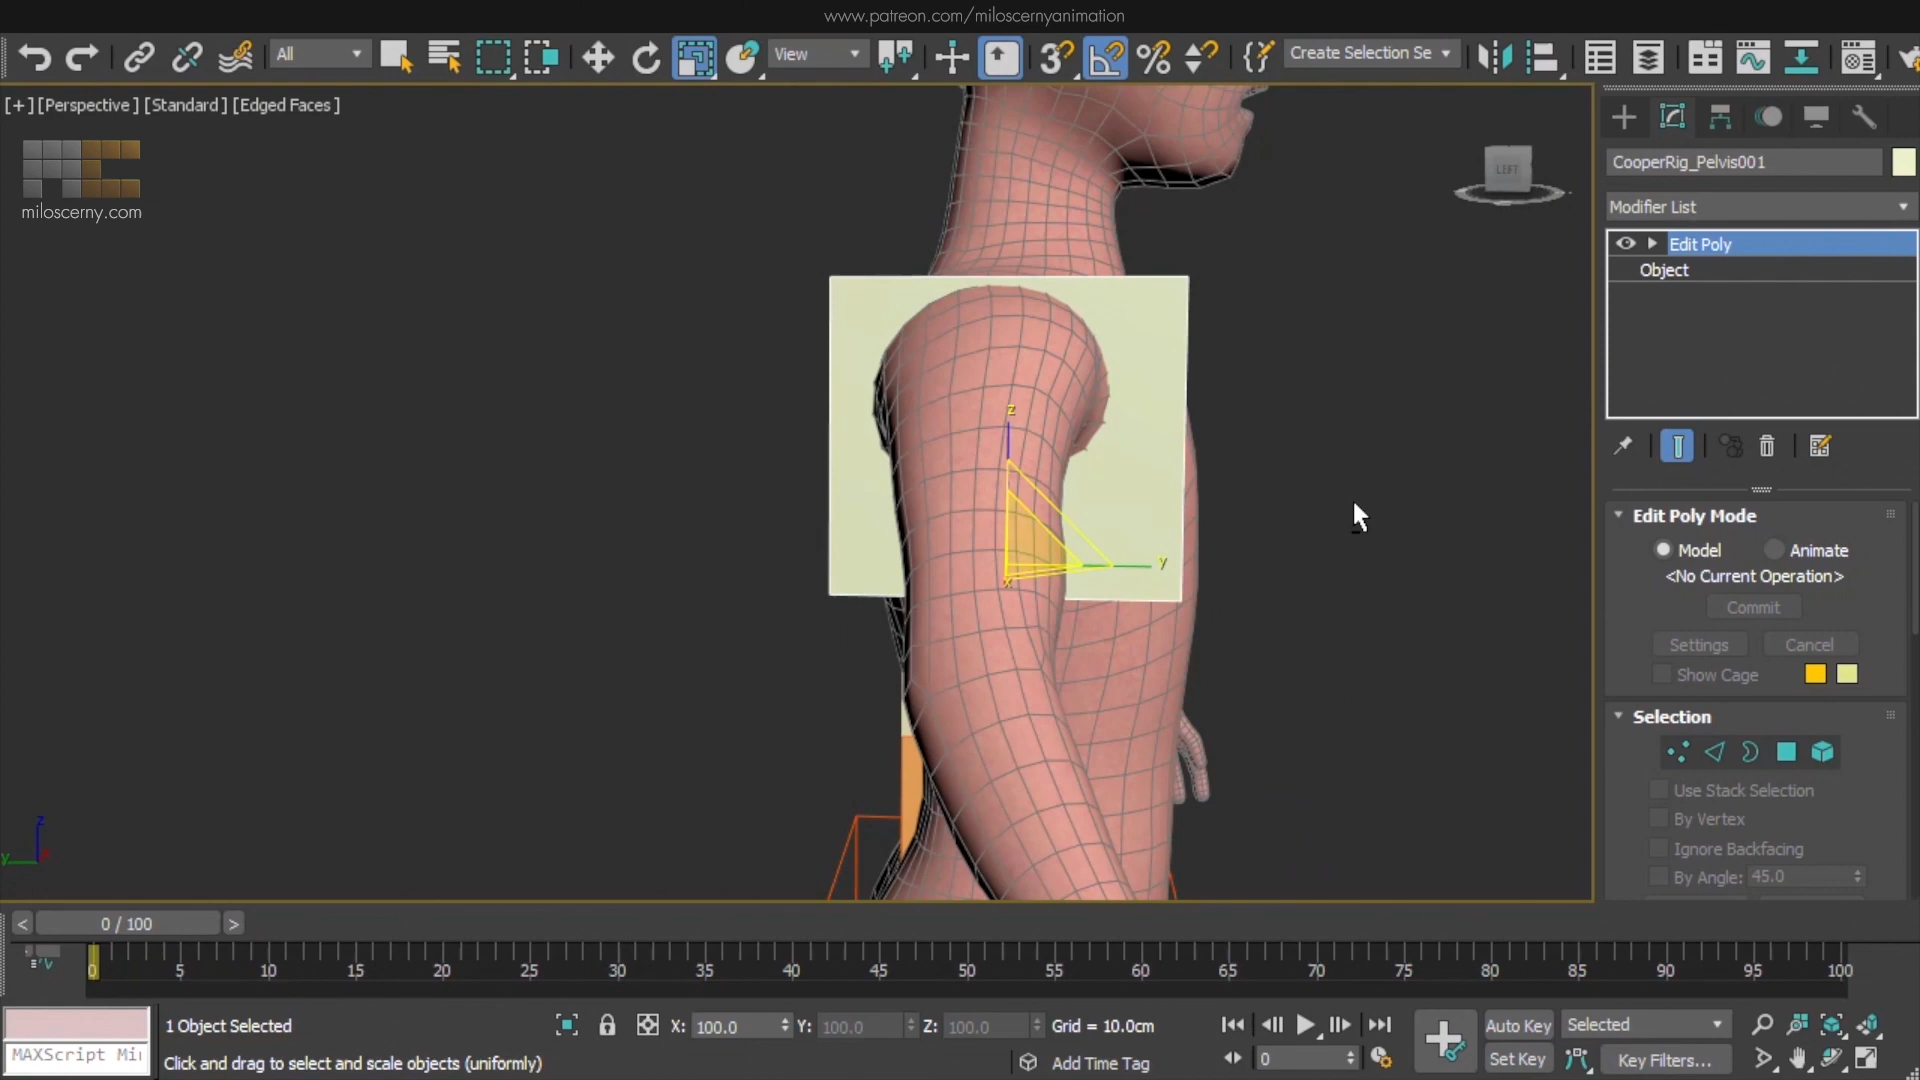 www.patreon.com/miloscernyanimation
All
View
3
Create Selection Se
[+] [Perspective] [Standard] [Edged Faces]
miloscerny.com
LEFT
CooperRig_Pelvis001
Modifier List
Edit Poly
Object
z
y
x
Edit Poly Mode
Model Animate
<No Current Operation>
Commit
Settings Cancel
Show Cage
Selection
Use Stack Selection
By Vertex
Ignore Backfacing
By Angle: 45.0
z
y
x
< 0 / 100 >
0 5 10 15 20 25 30 35 40 45 50 55 60 65 70 75 80 85 90 95 100
1 Object Selected
X: 100.0 Y: 100.0 Z: 100.0 Grid = 10.0cm
Auto Key Selected
MAXScript Mi
Click and drag to select and scale objects (uniformly)
Add Time Tag
0
Set Key Key Filters...